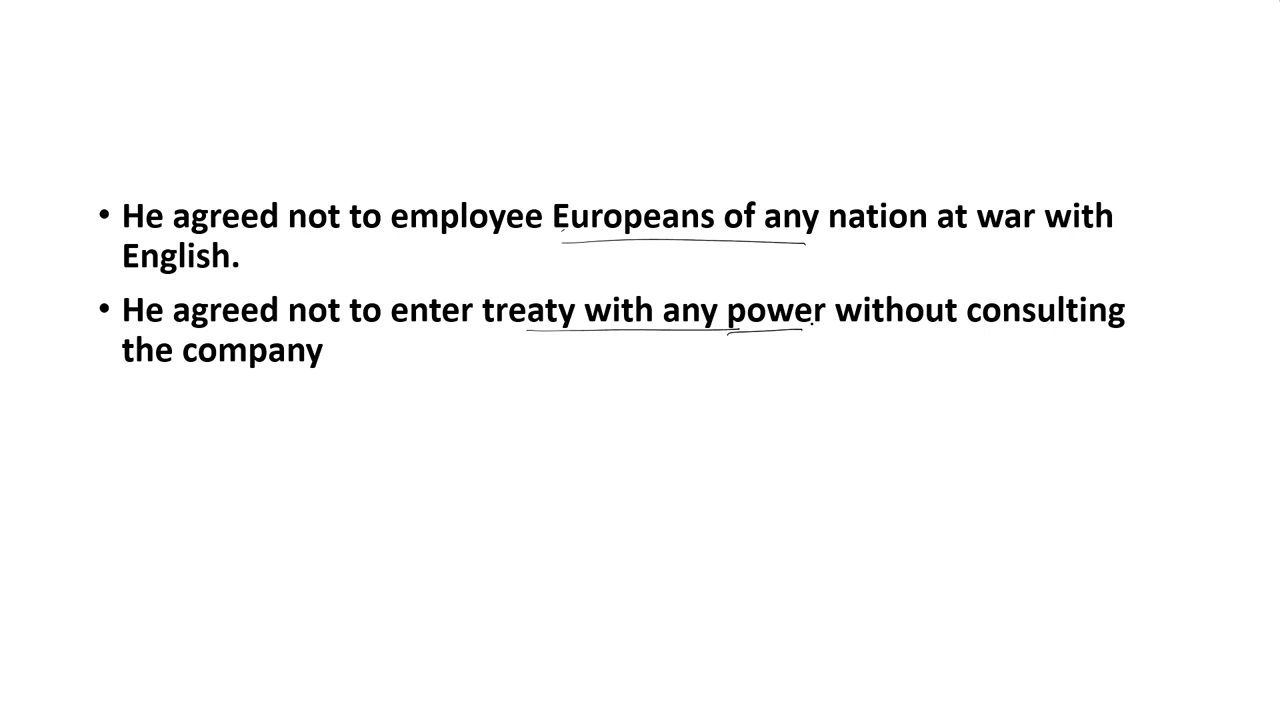 • He agreed not to employee Europeans of any nation at war with
English.
• He agreed not to enter treaty with any power without consulting
the company